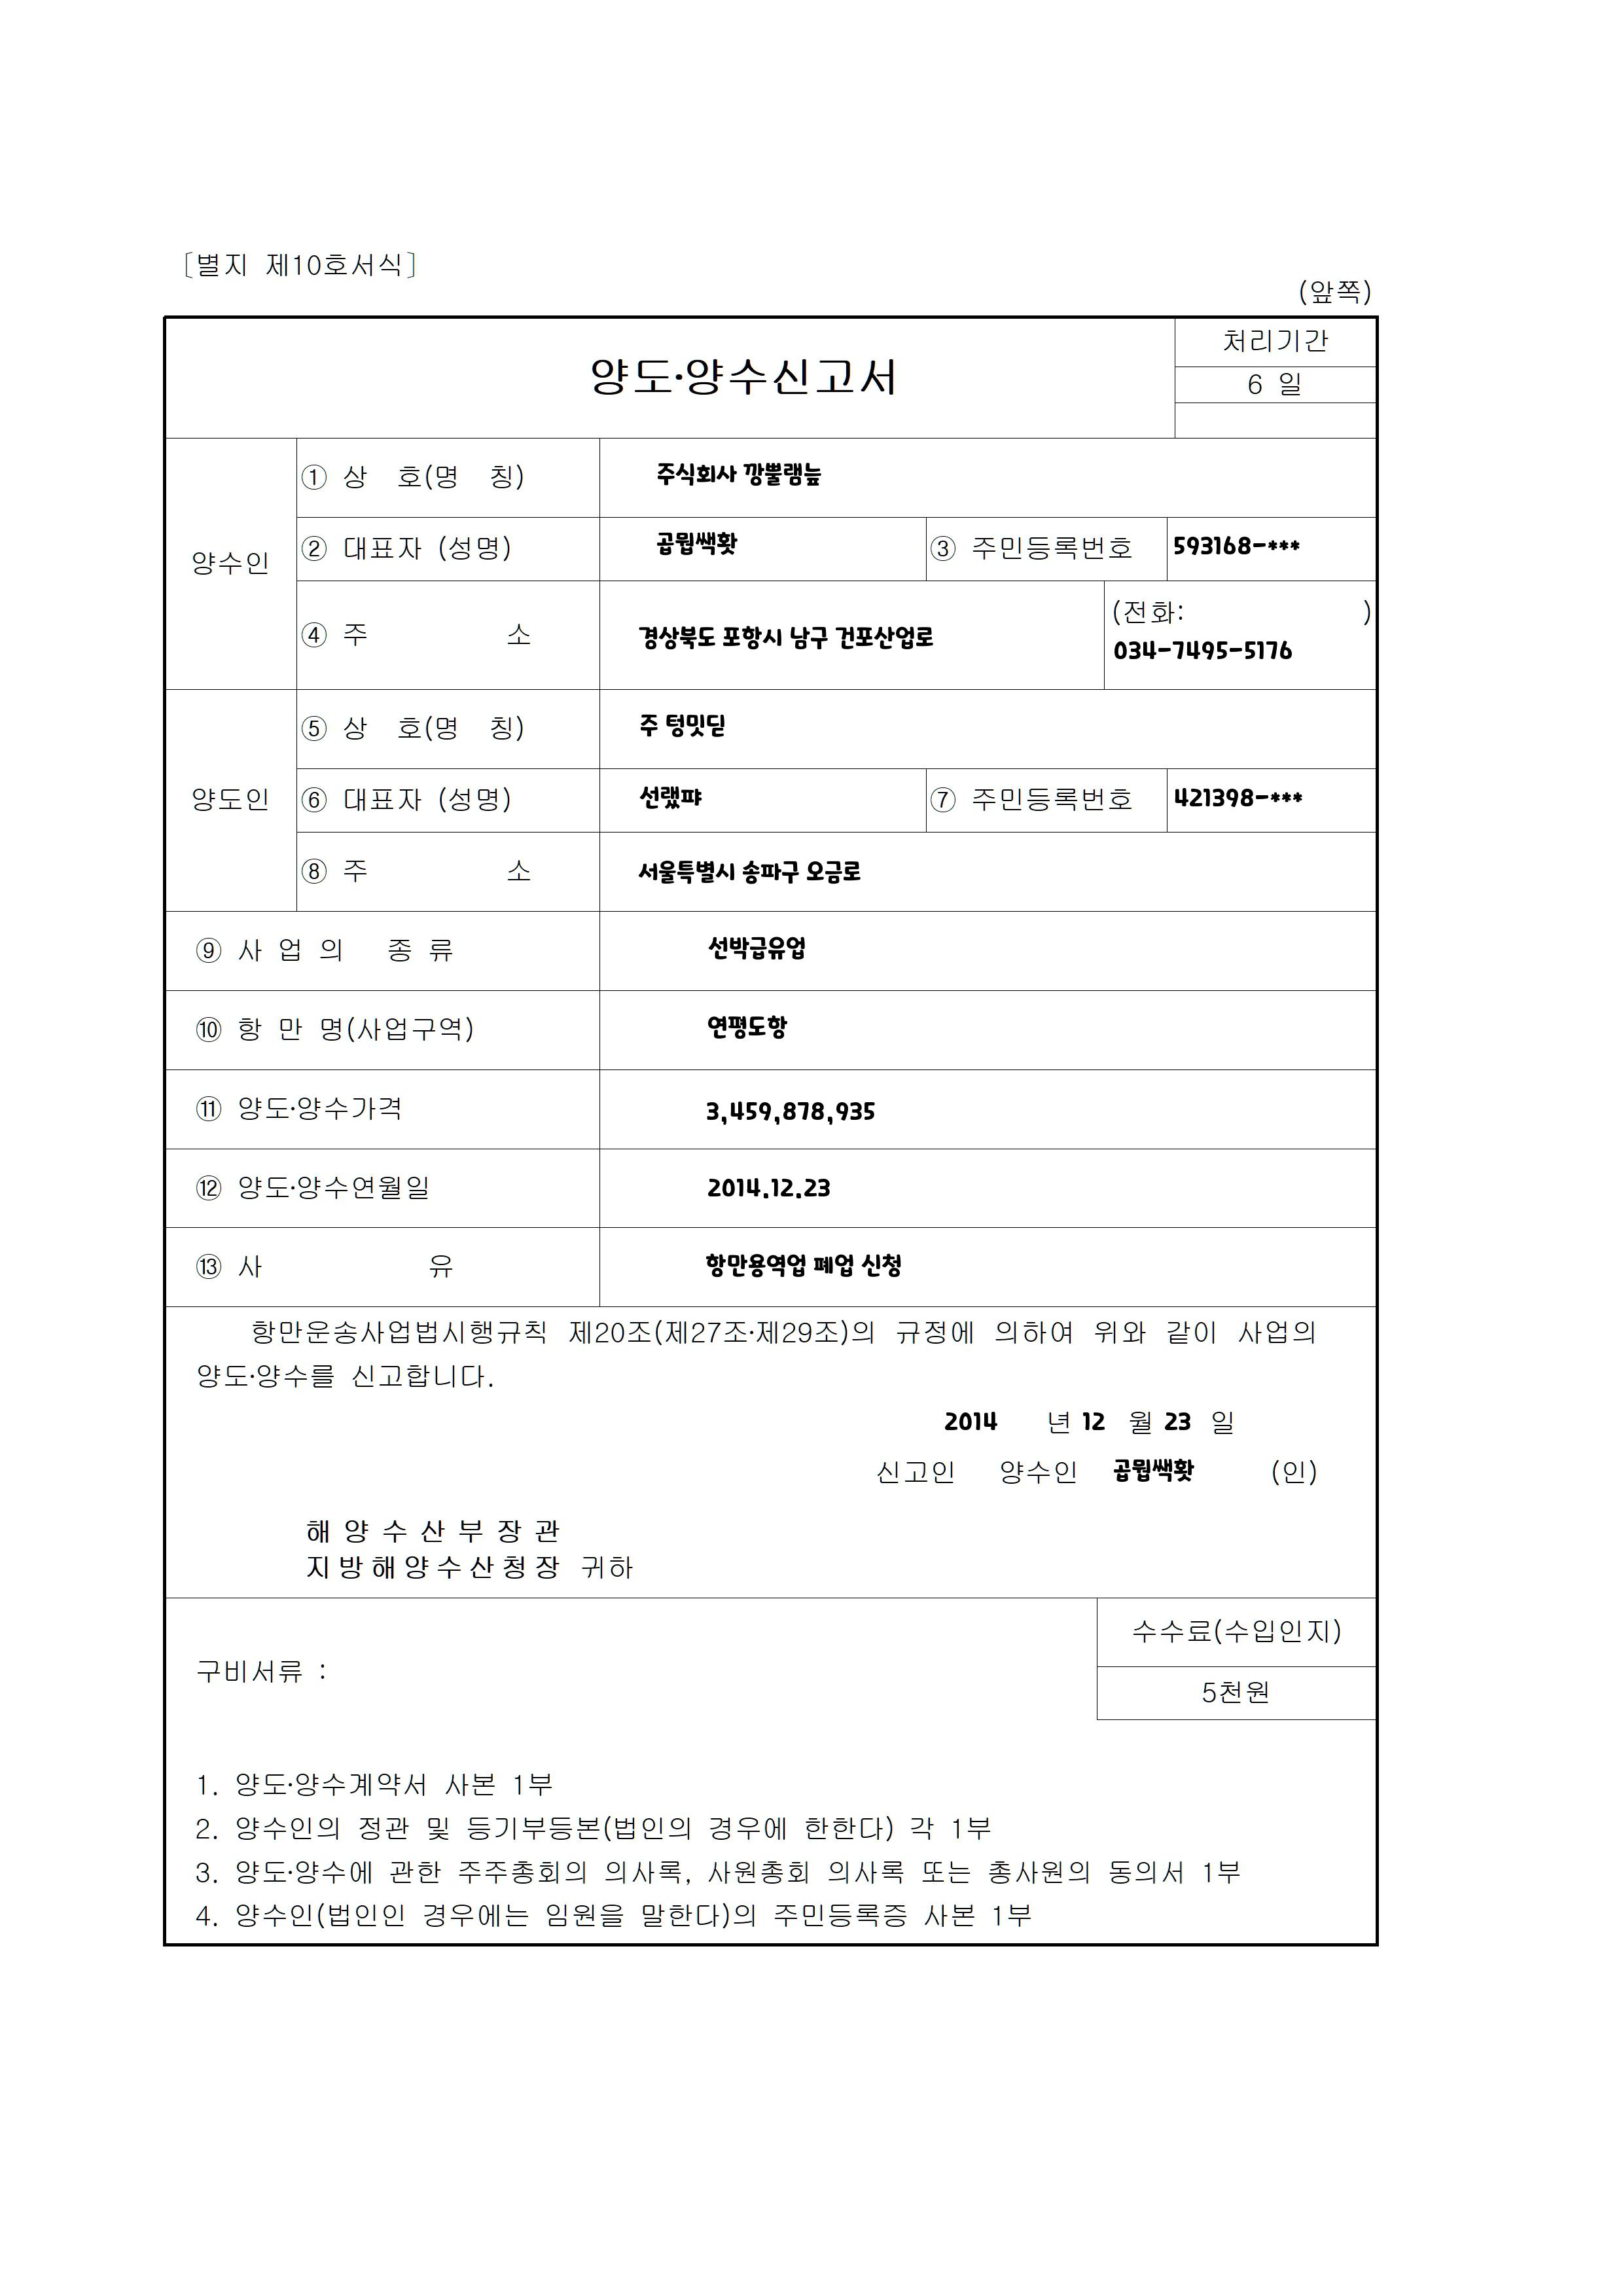 [별지 제10호서식]
(앞쪽)
양도·양수신고서
처리기간
6 일
양수인
① 상 호(명 칭) 주식회사 깡뿔램늪
② 대표자 (성명) 곱뭡쌕홧 ③ 주민등록번호 593168-***
④ 주 소 경상북도 포항시 남구 건포산업로
(전화: )
034-7495-5176
양도인
⑤ 상 호(명 칭) 주 텅밋딛
⑥ 대표자 (성명) 선랬퍄 ⑦ 주민등록번호 421398-***
⑧ 주 소 서울특별시 송파구 오금로
⑨ 사 업 의 종 류 선박급유업
⑩ 항 만 명(사업구역) 연평도항
⑪ 양도·양수가격 3,459,878,935
⑫ 양도·양수연월일 2014.12.23
⑬ 사 유 항만용역업 폐업 신청
항만운송사업법시행규칙 제20조(제27조·제29조)의 규정에 의하여 위와 같이 사업의
양도·양수를 신고합니다.
2014 년 12 월 23 일
신고인 양수인 곱뭡쌕홧 (인)
해 양 수 산 부 장 관
지 방 해 양 수 산 청 장 귀하
구비서류 :
수수료(수입인지)
5천원
1. 양도·양수계약서 사본 1부
2. 양수인의 정관 및 등기부등본(법인의 경우에 한한다) 각 1부
3. 양도·양수에 관한 주주총회의 의사록, 사원총회 의사록 또는 총사원의 동의서 1부
4. 양수인(법인인 경우에는 임원을 말한다)의 주민등록증 사본 1부